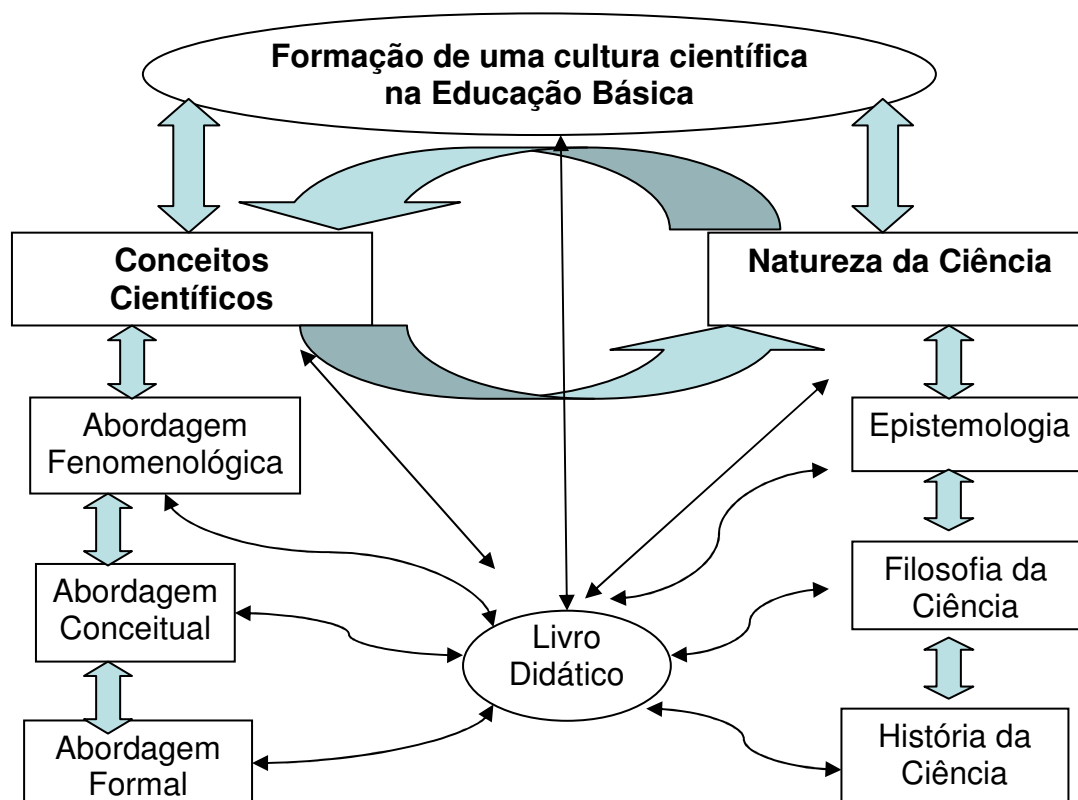 Formação de uma cultura científica
na Educação Básica
Conceitos
Científicos
Natureza da Ciência
Abordagem
Fenomenológica
Epistemologia
Abordagem
Conceitual
Filosofia da
Ciência
Livro
Didático
Abordagem
Formal
História da
Ciência